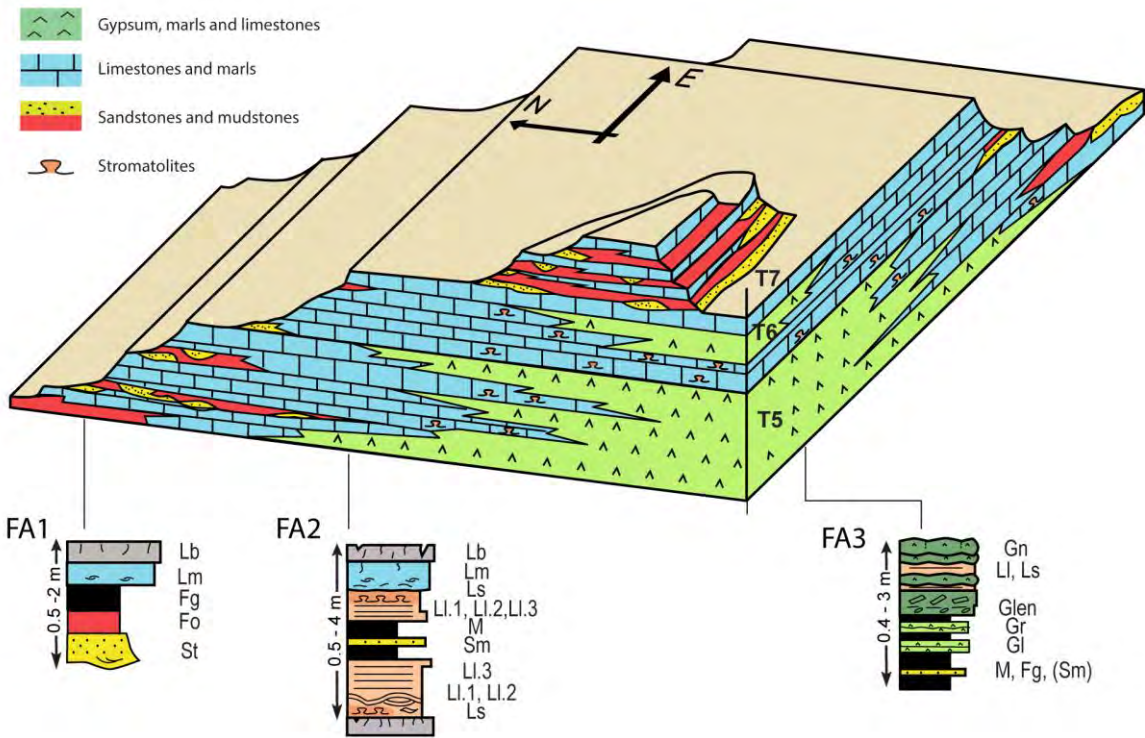 Gypsum, marls and limestones
Limestones and marls
Sandstones and mudstones
Stromatolites
N
E
T7
T6
T5
FA1
0.5 -2 m
Lb
Lm
Fg
Fo
St
FA2
0.5 - 4 m
Lb
Lm
Ls
Ll.1, Ll.2,Ll.3
M
Sm
Ll.3
Ll.1, Ll.2
Ls
FA3
0.4 - 3 m
Gn
Ll, Ls
Glen
Gr
Gl
M, Fg, (Sm)